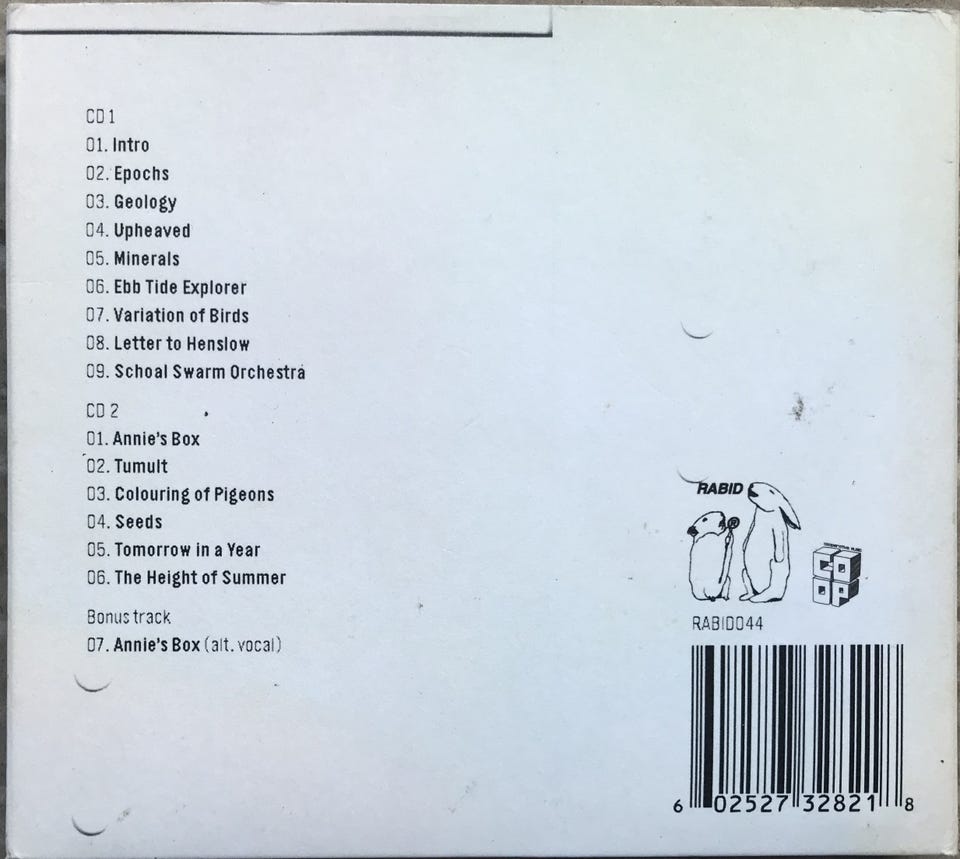 CD 1
01. Intro
02. Epochs
03. Geology
04. Upheaved
05. Minerals
06. Ebb Tide Explorer
07. Variation of Birds
08. Letter to Henslow
09. Schoal Swarm Orchestra
CD 2
01. Annie's Box
02. Tumult
03. Colouring of Pigeons
04. Seeds
05. Tomorrow in a Year
06. The Height of Summer
Bonus track
07. Annie's Box (alt. vocal)
RABID
®
RABID044
6 02527 32821 8